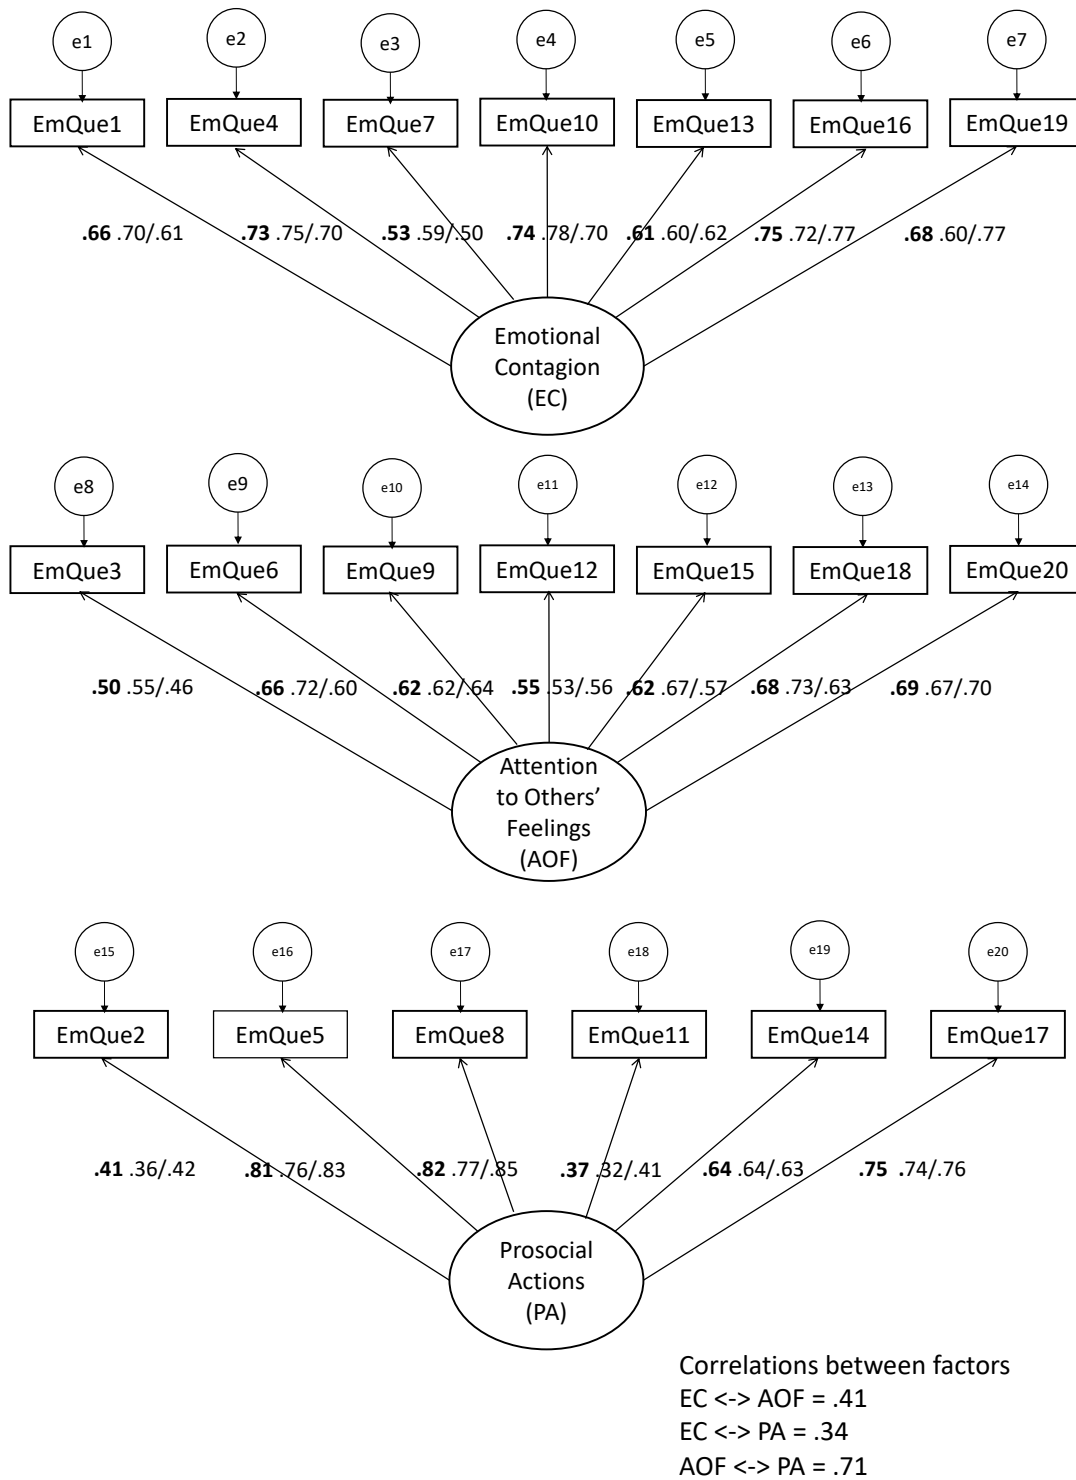 e1 e2 e3 e4 e5 e6 e7
EmQue1 EmQue4 EmQue7 EmQue10 EmQue13 EmQue16 EmQue19
.66 .70/.61 .73 .75/.70 .53 .59/.50 .74 .78/.70 .61 .60/.62 .75 .72/.77 .68 .60/.77
Emotional
Contagion
(EC)
e8 e9 e10 e11 e12 e13 e14
EmQue3 EmQue6 EmQue9 EmQue12 EmQue15 EmQue18 EmQue20
.50 .55/.46 .66 .72/.60 .62 .62/.64 .55 .53/.56 .62 .67/.57 .68 .73/.63 .69 .67/.70
Attention
to Others’
Feelings
(AOF)
e15 e16 e17 e18 e19 e20
EmQue2 EmQue5 EmQue8 EmQue11 EmQue14 EmQue17
.41 .36/.42 .81 .76/.83 .82 .77/.85 .37 .32/.41 .64 .64/.63 .75 .74/.76
Prosocial
Actions
(PA)
Correlations between factors
EC <-> AOF = .41
EC <-> PA = .34
AOF <-> PA = .71